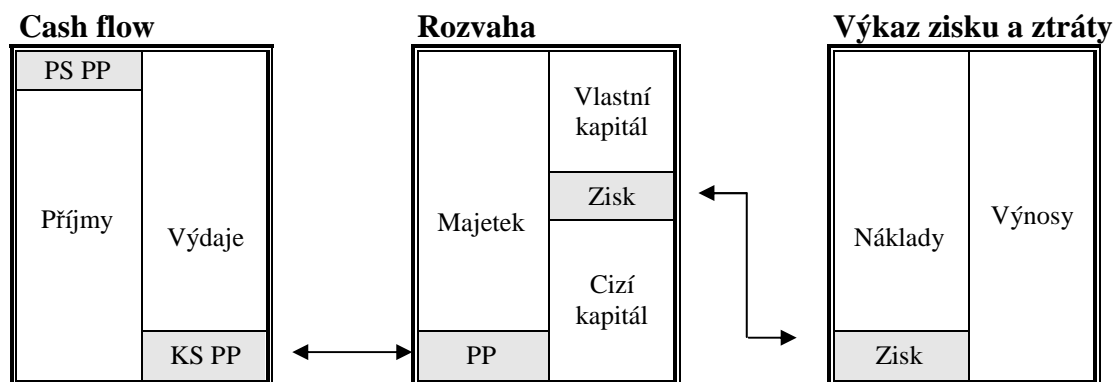 Cash flow
PS PP
Příjmy
Výdaje
KS PP
Rozvaha
Majetek
PP
Vlastní
kapitál
Zisk
Cizí
kapitál
Výkaz zisku a ztráty
Náklady
Zisk
Výnosy